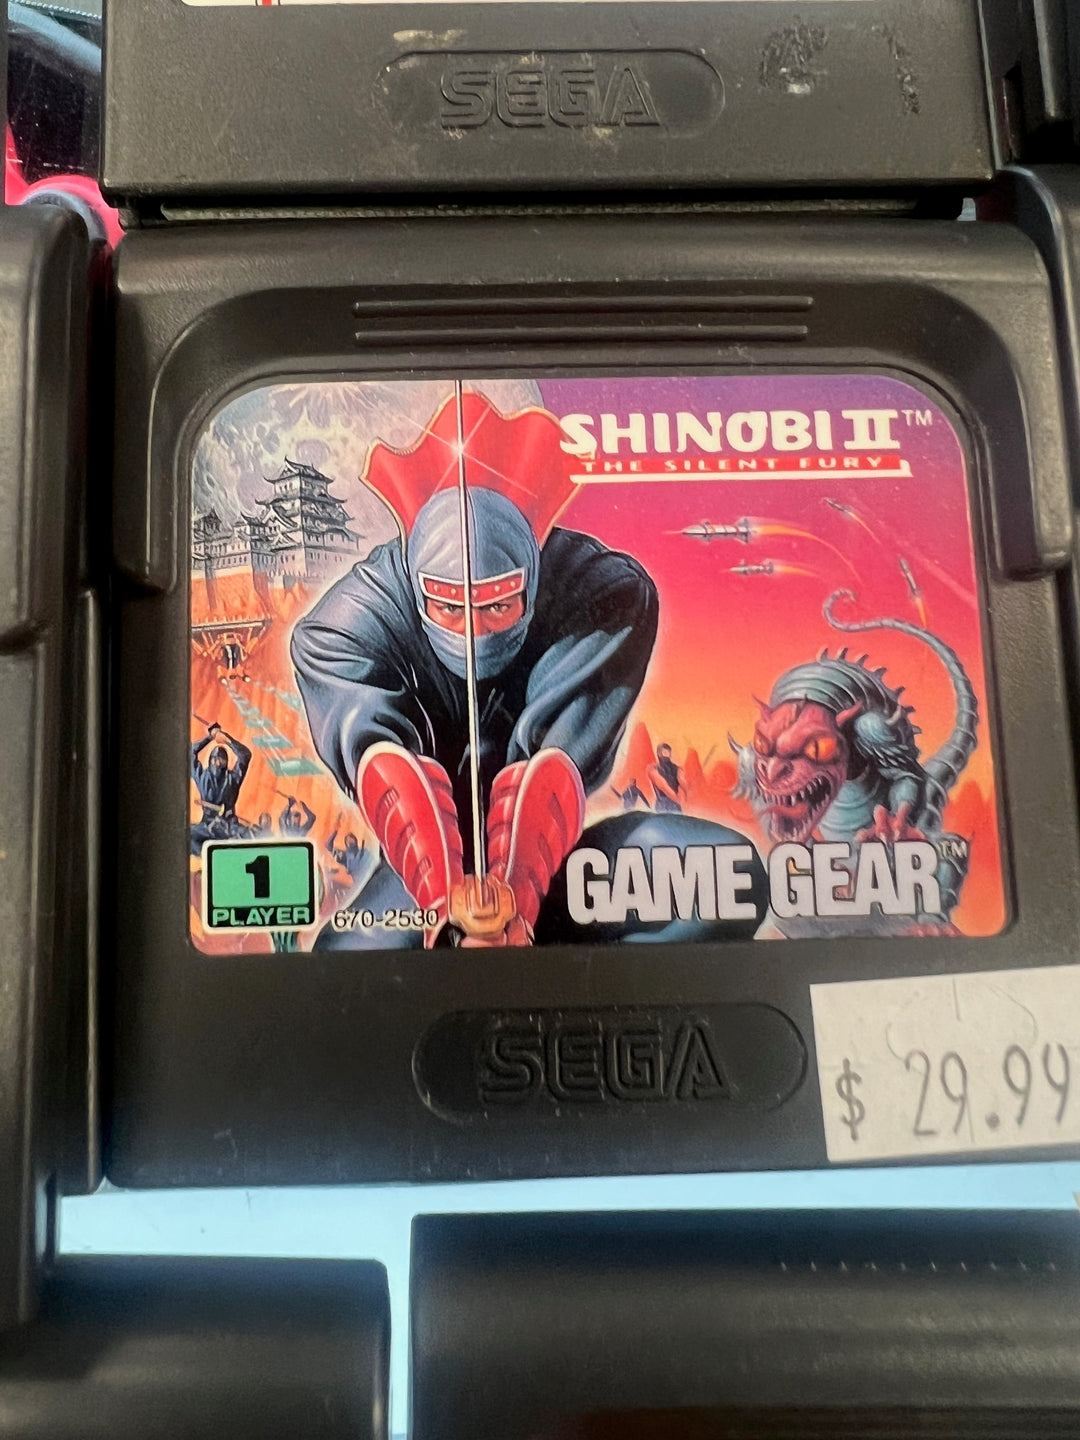 SEGA
SHINOBI II™
THE SILENT FURY
GAME GEAR™
1
PLAYER
670-2530
SEGA
$ 29.99